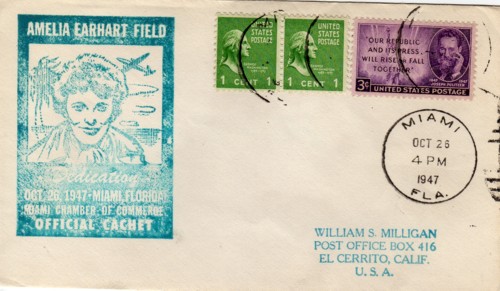 AMELIA EARHART FIELD
Dedication
OCT. 26, 1947 - MIAMI, FLORIDA
MIAMI CHAMBER OF COMMERCE
OFFICIAL CACHET
UNITED STATES
POSTAGE
1 CENT 1
UNITED STATES
POSTAGE
1 CENT 1
"OUR REPUBLIC
AND ITS PRESS
WILL RISE OR FALL
TOGETHER"
JOSEPH PULITZER
3¢ UNITED STATES POSTAGE
MIAMI
OCT 26
4 PM
1947
FLA.
WILLIAM S. MILLIGAN
POST OFFICE BOX 416
EL CERRITO, CALIF.
U. S. A.